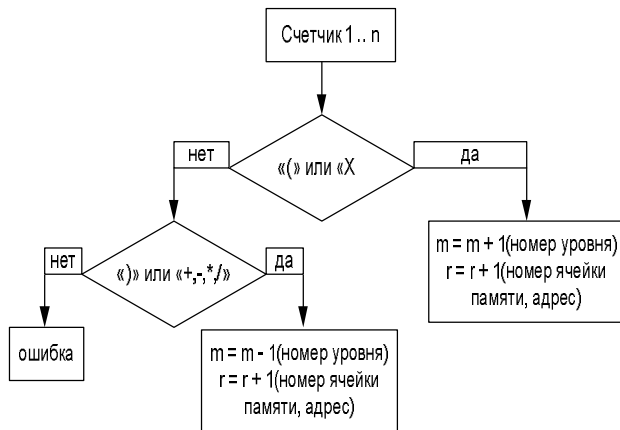 Счетчик 1 .. n
нет
да
«(» или «X
m = m + 1(номер уровня)
r = r + 1(номер ячейки
памяти, адрес)
нет
«)» или «+,-,*,/»
да
ошибка
m = m - 1(номер уровня)
r = r + 1(номер ячейки
памяти, адрес)